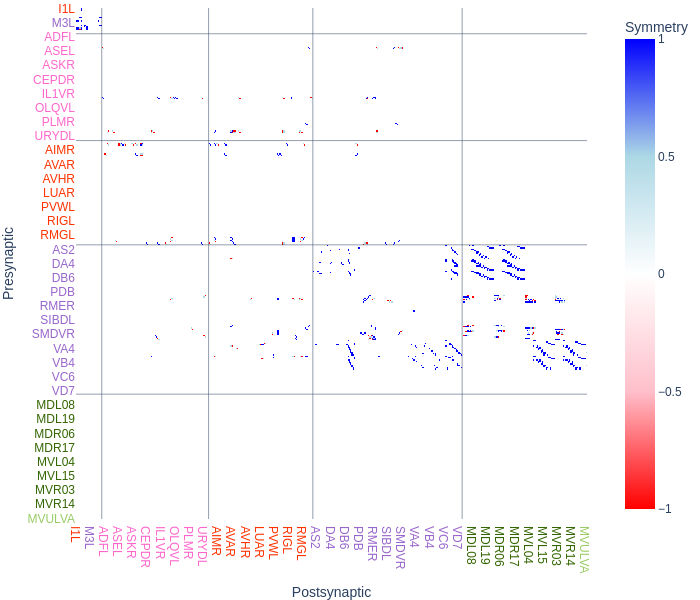 Symmetry
1
0.5
0
−0.5
−1
Presynaptic
I1L
M3L
ADFL
ASEL
ASKR
CEPDR
IL1VR
OLQVL
PLMR
URYDL
AIMR
AVAR
AVHR
LUAR
PVWL
RIGL
RMGL
AS2
DA4
DB6
PDB
RMER
SIBDL
SMDVR
VA4
VB4
VC6
VD7
MDL08
MDL19
MDR06
MDR17
MVL04
MVL15
MVR03
MVR14
MVULVA
I1L
M3L
ADFL
ASEL
ASKR
CEPDR
IL1VR
OLQVL
PLMR
URYDL
AIMR
AVAR
AVHR
LUAR
PVWL
RIGL
RMGL
AS2
DA4
DB6
PDB
RMER
SIBDL
SMDVR
VA4
VB4
VC6
VD7
MDL08
MDL19
MDR06
MDR17
MVL04
MVL15
MVR03
MVR14
MVULVA
Postsynaptic